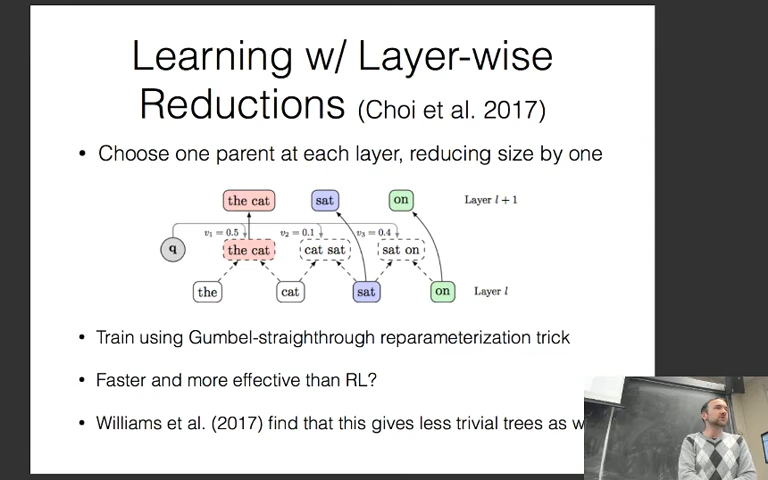 Learning w/ Layer-wise
Reductions (Choi et al. 2017)
• Choose one parent at each layer, reducing size by one
the cat sat on Layer l + 1
v₁ = 0.5 v₂ = 0.1 v₃ = 0.4
q the cat cat sat sat on
the cat sat on Layer l
• Train using Gumbel-straighthrough reparameterization trick
• Faster and more effective than RL?
• Williams et al. (2017) find that this gives less trivial trees as